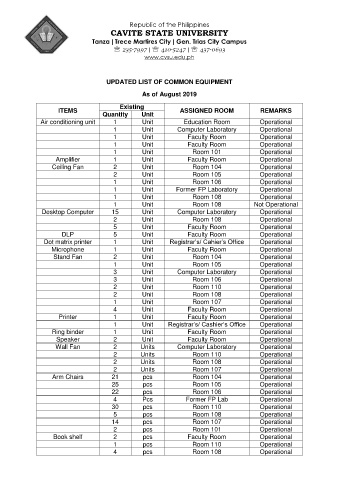 Republic of the Philippines
CAVITE STATE UNIVERSITY
Tanza | Trece Martires City | Gen. Trias City Campus
☏ 235-7997 | ☏ 420-5247 | ☏ 437-0693
www.cvsu.edu.ph
UPDATED LIST OF COMMON EQUIPMENT
As of August 2019
ITEMS Existing ASSIGNED ROOM REMARKS
Quantity Unit
Air conditioning unit 1 Unit Education Room Operational
1 Unit Computer Laboratory Operational
1 Unit Faculty Room Operational
1 Unit Faculty Room Operational
1 Unit Room 101 Operational
Amplifier 1 Unit Faculty Room Operational
Ceiling Fan 2 Unit Room 104 Operational
2 Unit Room 105 Operational
1 Unit Room 106 Operational
1 Unit Former FP Laboratory Operational
1 Unit Room 108 Operational
1 Unit Room 108 Not Operational
Desktop Computer 15 Unit Computer Laboratory Operational
2 Unit Room 108 Operational
5 Unit Faculty Room Operational
DLP 5 Unit Faculty Room Operational
Dot matrix printer 1 Unit Registrar's/ Cahier's Office Operational
Microphone 1 Unit Faculty Room Operational
Stand Fan 2 Unit Room 104 Operational
1 Unit Room 105 Operational
3 Unit Computer Laboratory Operational
3 Unit Room 106 Operational
2 Unit Room 110 Operational
2 Unit Room 108 Operational
1 Unit Room 107 Operational
4 Unit Faculty Room Operational
Printer 1 Unit Faculty Room Operational
1 Unit Registrar's/ Cashier's Office Operational
Ring binder 1 Unit Faculty Room Operational
Speaker 2 Unit Faculty Room Operational
Wall Fan 2 Units Computer Laboratory Operational
2 Units Room 110 Operational
2 Units Room 108 Operational
2 Units Room 107 Operational
Arm Chairs 21 pcs Room 104 Operational
25 pcs Room 105 Operational
22 pcs Room 106 Operational
4 Pcs Former FP Lab Operational
30 pcs Room 110 Operational
5 pcs Room 108 Operational
14 pcs Room 107 Operational
2 pcs Room 101 Operational
Book shelf 2 pcs Faculty Room Operational
1 pcs Room 110 Operational
4 pcs Room 108 Operational